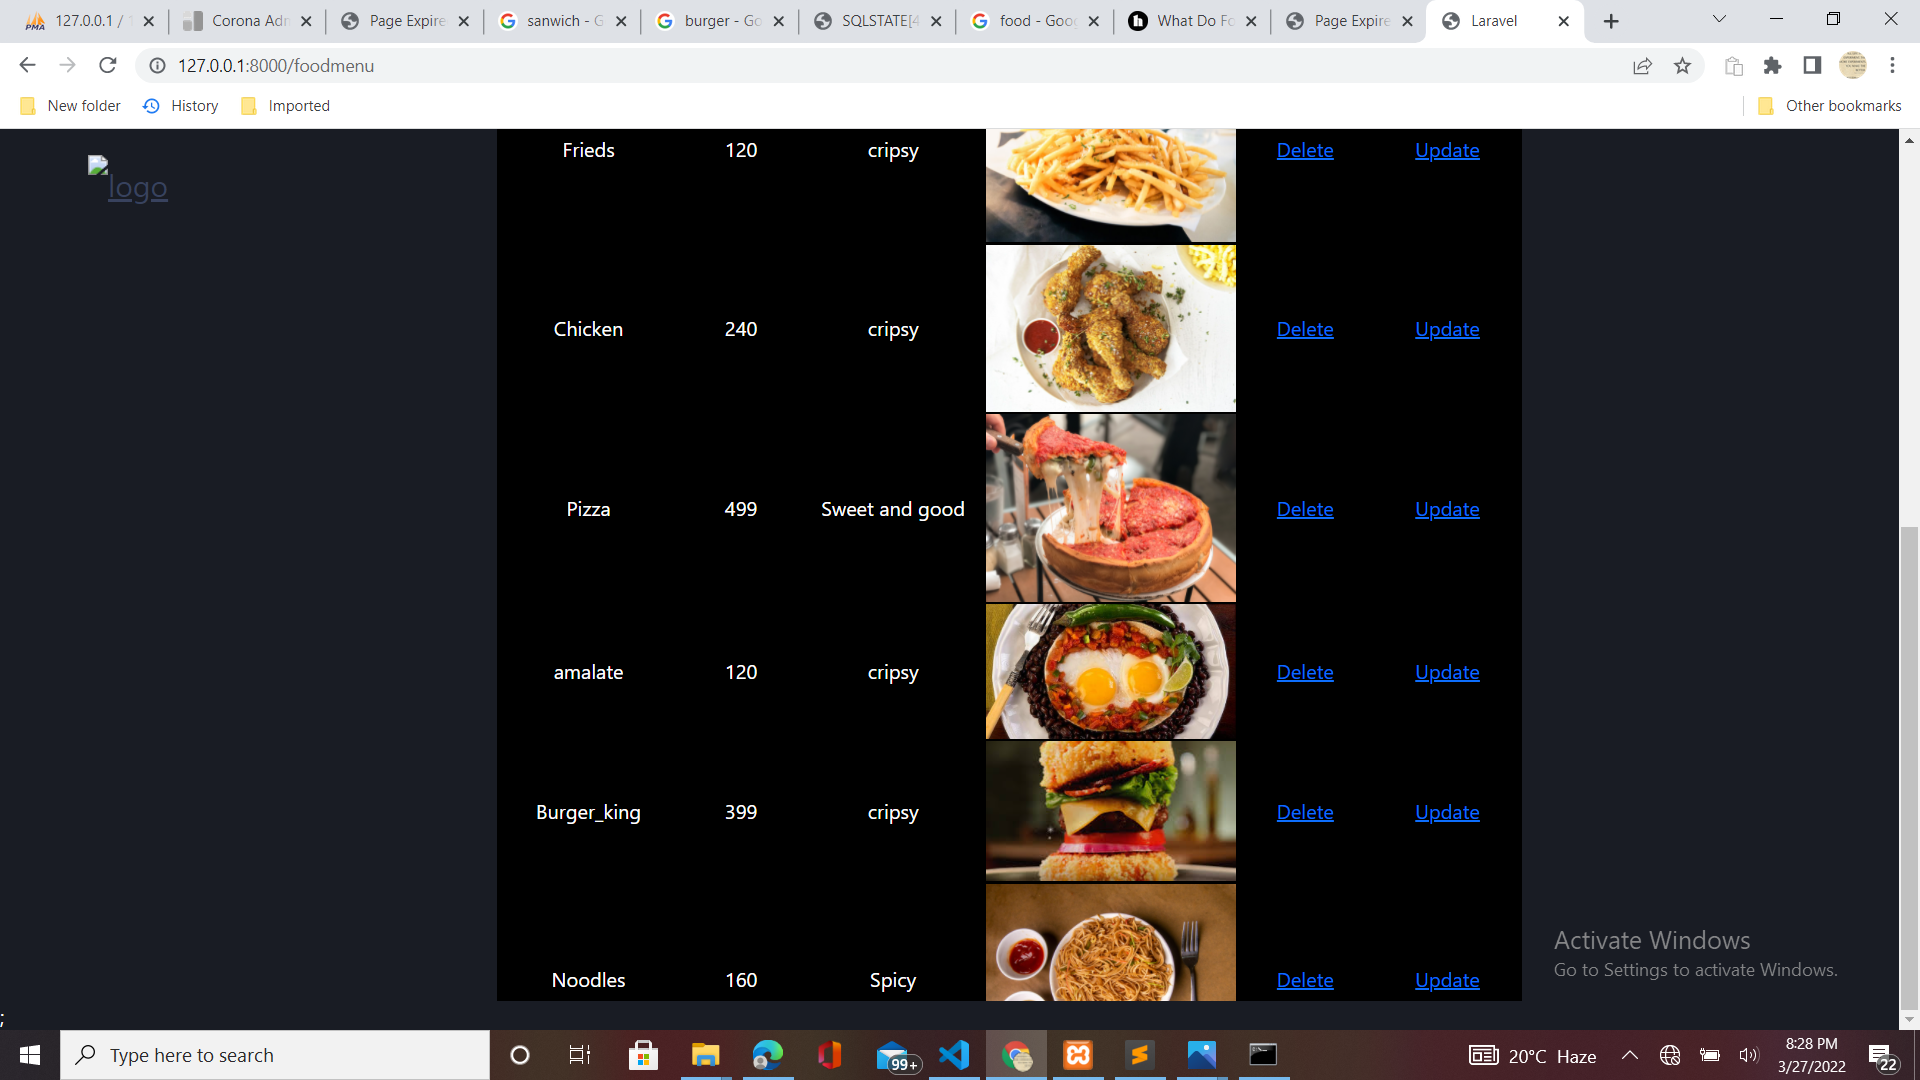 127.0.0.1 / 1
Corona Adn
Page Expire
sanwich - G
burger - Go
SQLSTATE[4
food - Goog
What Do Fo
Page Expire
Laravel
127.0.0.1:8000/foodmenu
New folder
History
Imported
Other bookmarks
logo
Frieds 120 cripsy Delete Update
Chicken 240 cripsy Delete Update
Pizza 499 Sweet and good Delete Update
amalate 120 cripsy Delete Update
Burger_king 399 cripsy Delete Update
Noodles 160 Spicy Delete Update
Activate Windows
Go to Settings to activate Windows.
;
Type here to search
99+
20°C Haze
8:28 PM
3/27/2022
22